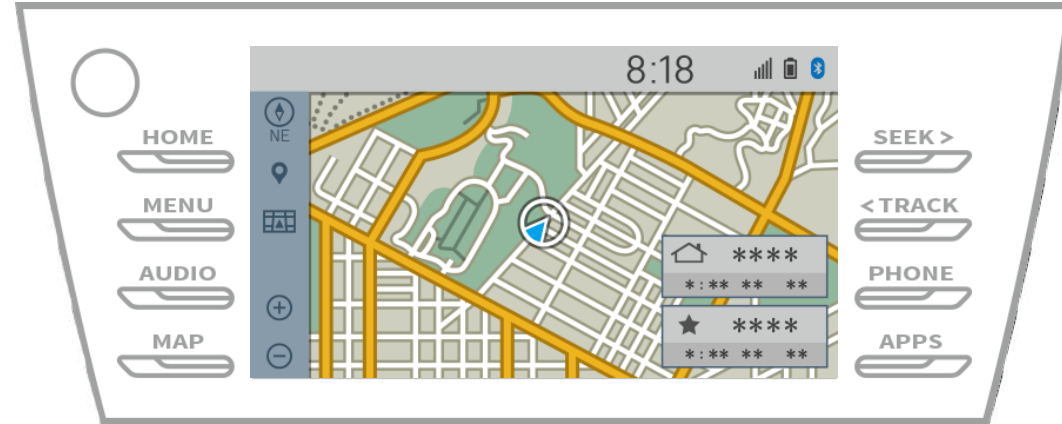 8:18
HOME
SEEK >
NE
MENU
< TRACK
AUDIO
PHONE
MAP
APPS
****
*:** ** **
****
*:** ** **